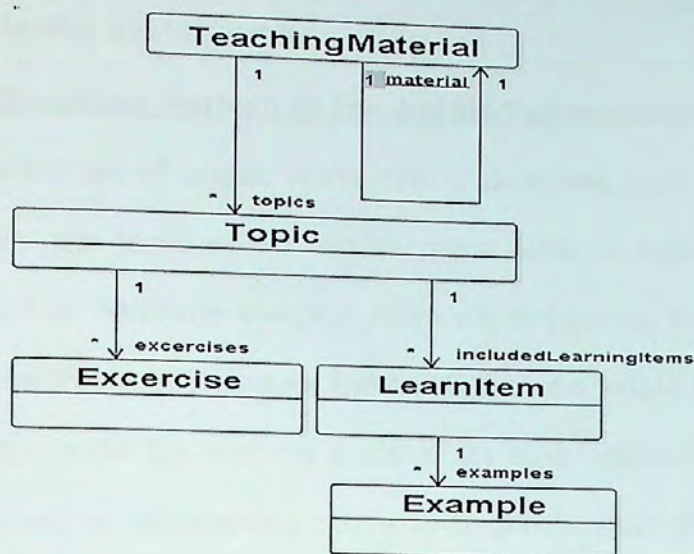 TeachingMaterial
1
1 material
1
* topics
Topic
1
1
* excercises
* includedLearningItems
Excercise
LearnItem
1
* examples
Example